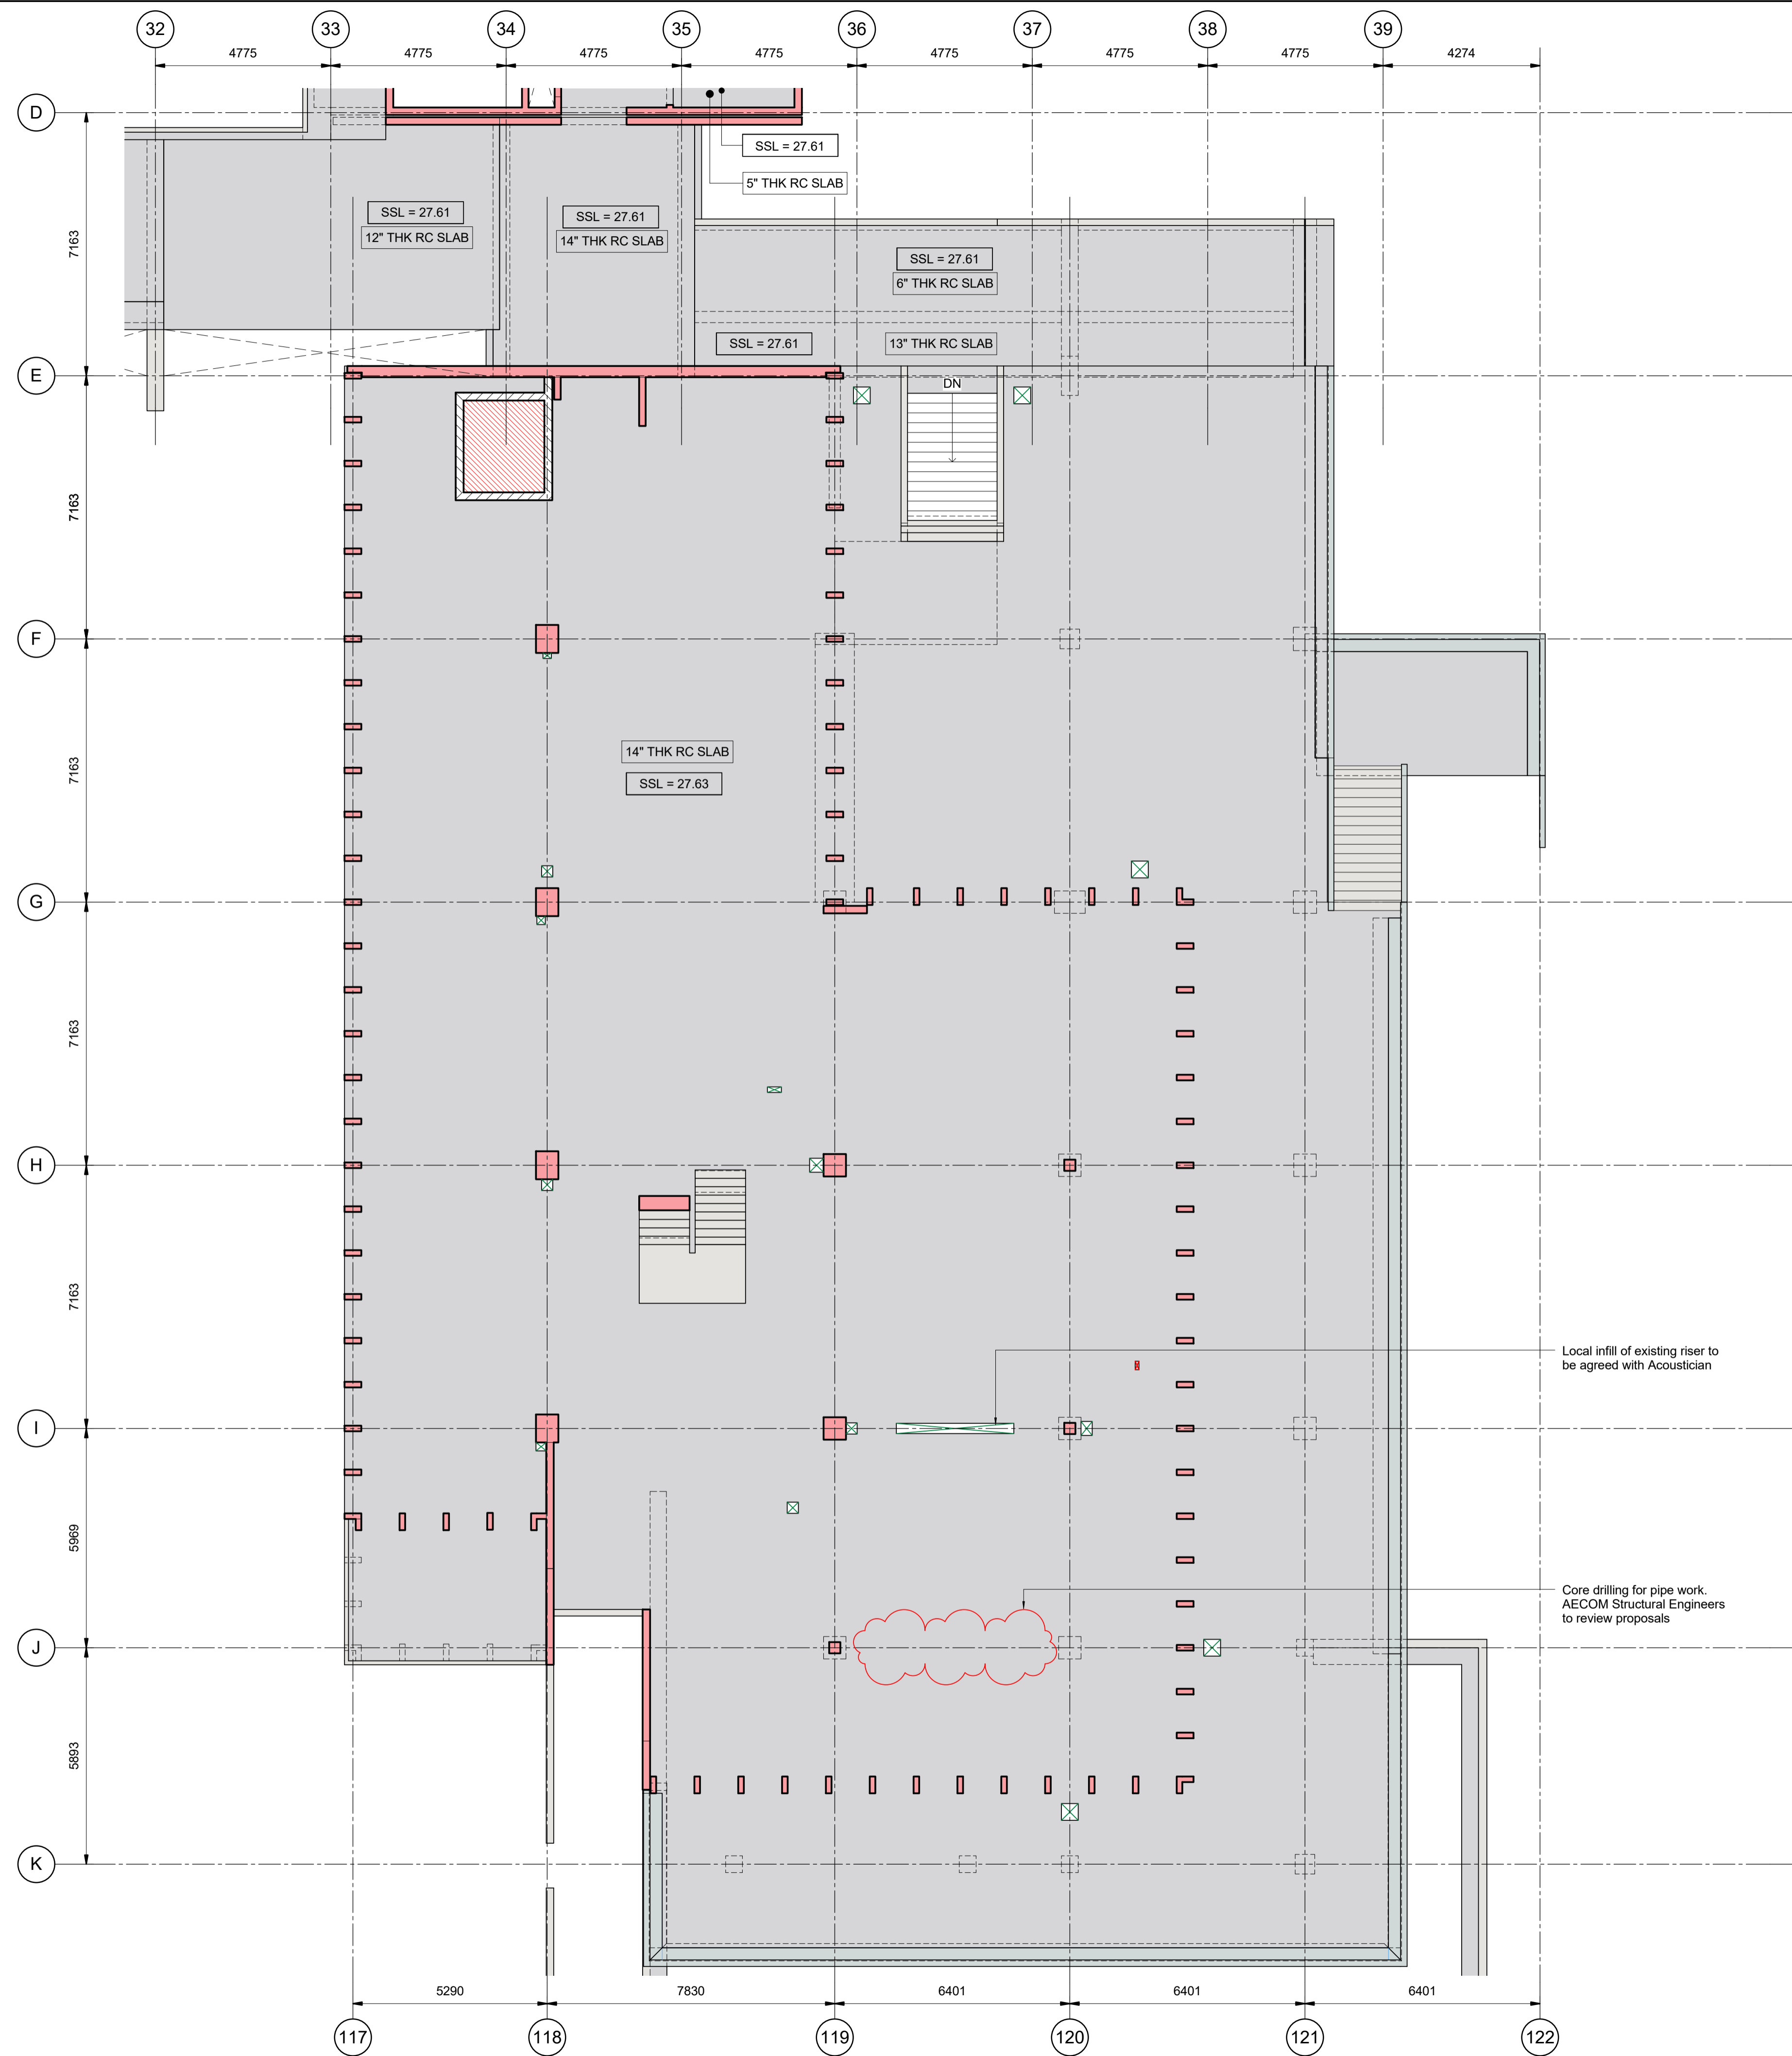 32
33
34
35
36
37
38
39
4775
4775
4775
4775
4775
4775
4775
4274
D
SSL = 27.61
5" THK RC SLAB
SSL = 27.61
12" THK RC SLAB
SSL = 27.61
14" THK RC SLAB
7163
SSL = 27.61
6" THK RC SLAB
SSL = 27.61
13" THK RC SLAB
E
DN
7163
F
14" THK RC SLAB
SSL = 27.63
7163
G
7163
H
7163
Local infill of existing riser to
be agreed with Acoustician
I
5969
Core drilling for pipe work.
AECOM Structural Engineers
to review proposals
J
5893
K
5290
7830
6401
6401
6401
117
118
119
120
121
122